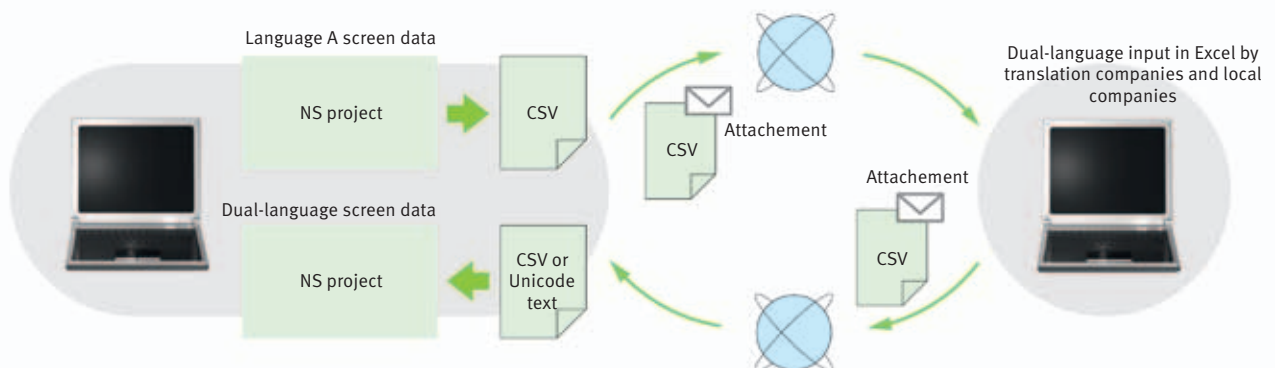 Language A screen data
NS project
CSV
CSV
Attachement
Dual-language input in Excel by
translation companies and local
companies
Attachement
CSV
Dual-language screen data
NS project
CSV or
Unicode
text